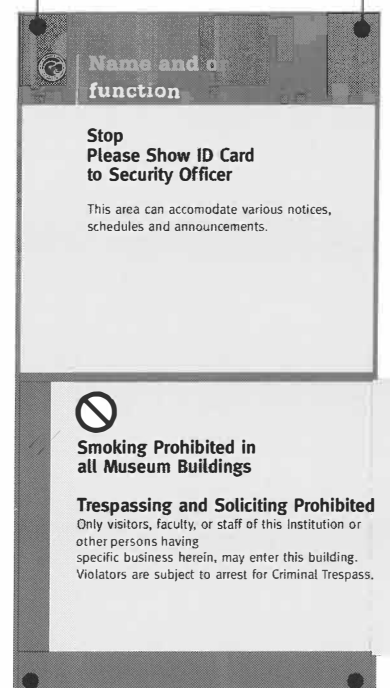 Name and o
function
Stop
Please Show ID Card
to Security Officer
This area can accomodate various notices,
schedules and announcements.
Smoking Prohibited in
all Museum Buildings
Trespassing and Soliciting Prohibited
Only visitors, faculty, or staff of this Institution or
other persons having
specific business herein, may enter this building.
Violators are subject to arrest for Criminal Trespass.